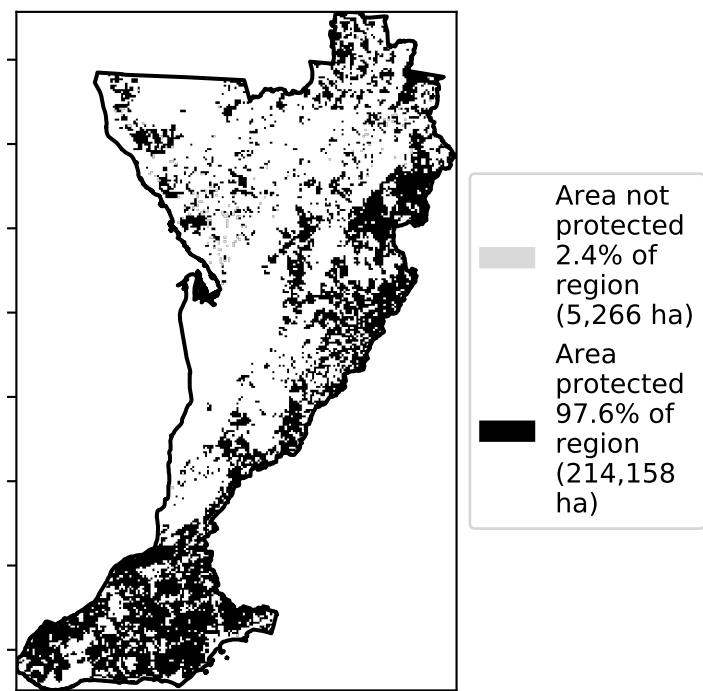 Area not
protected
2.4% of
region
(5,266 ha)
Area
protected
97.6% of
region
(214,158
ha)